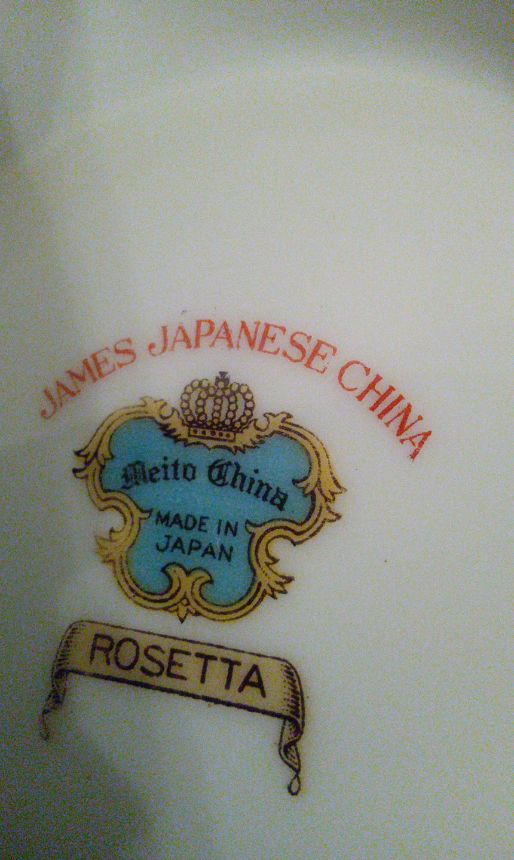 JAMES JAPANESE CHINA
Meito China
MADE IN
JAPAN
ROSETTA